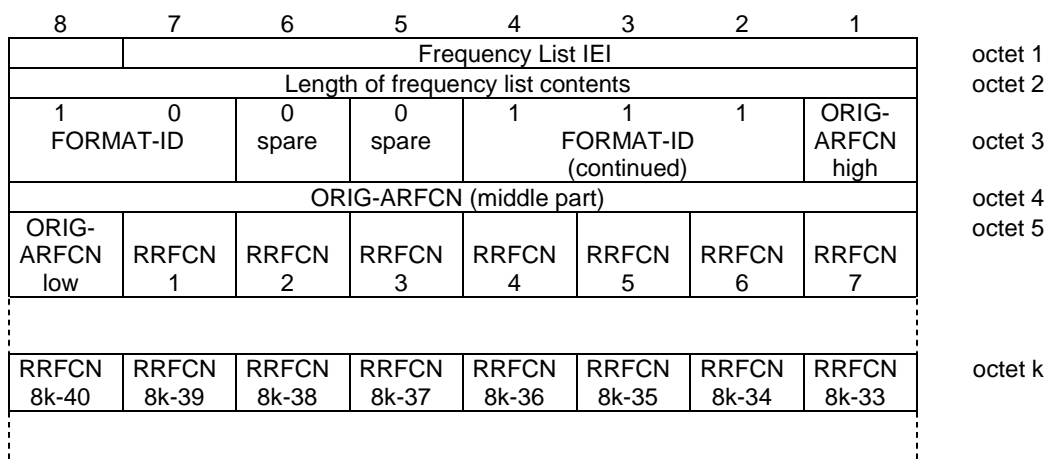 8 7 6 5 4 3 2 1
Frequency List IEI octet 1
Length of frequency list contents octet 2
1 0 0 0 1 1 1 ORIG-
FORMAT-ID spare spare FORMAT-ID ARFCN octet 3
(continued) high
ORIG-ARFCN (middle part) octet 4
ORIG- octet 5
ARFCN RRFCN RRFCN RRFCN RRFCN RRFCN RRFCN RRFCN
low 1 2 3 4 5 6 7
RRFCN RRFCN RRFCN RRFCN RRFCN RRFCN RRFCN RRFCN octet k
8k-40 8k-39 8k-38 8k-37 8k-36 8k-35 8k-34 8k-33